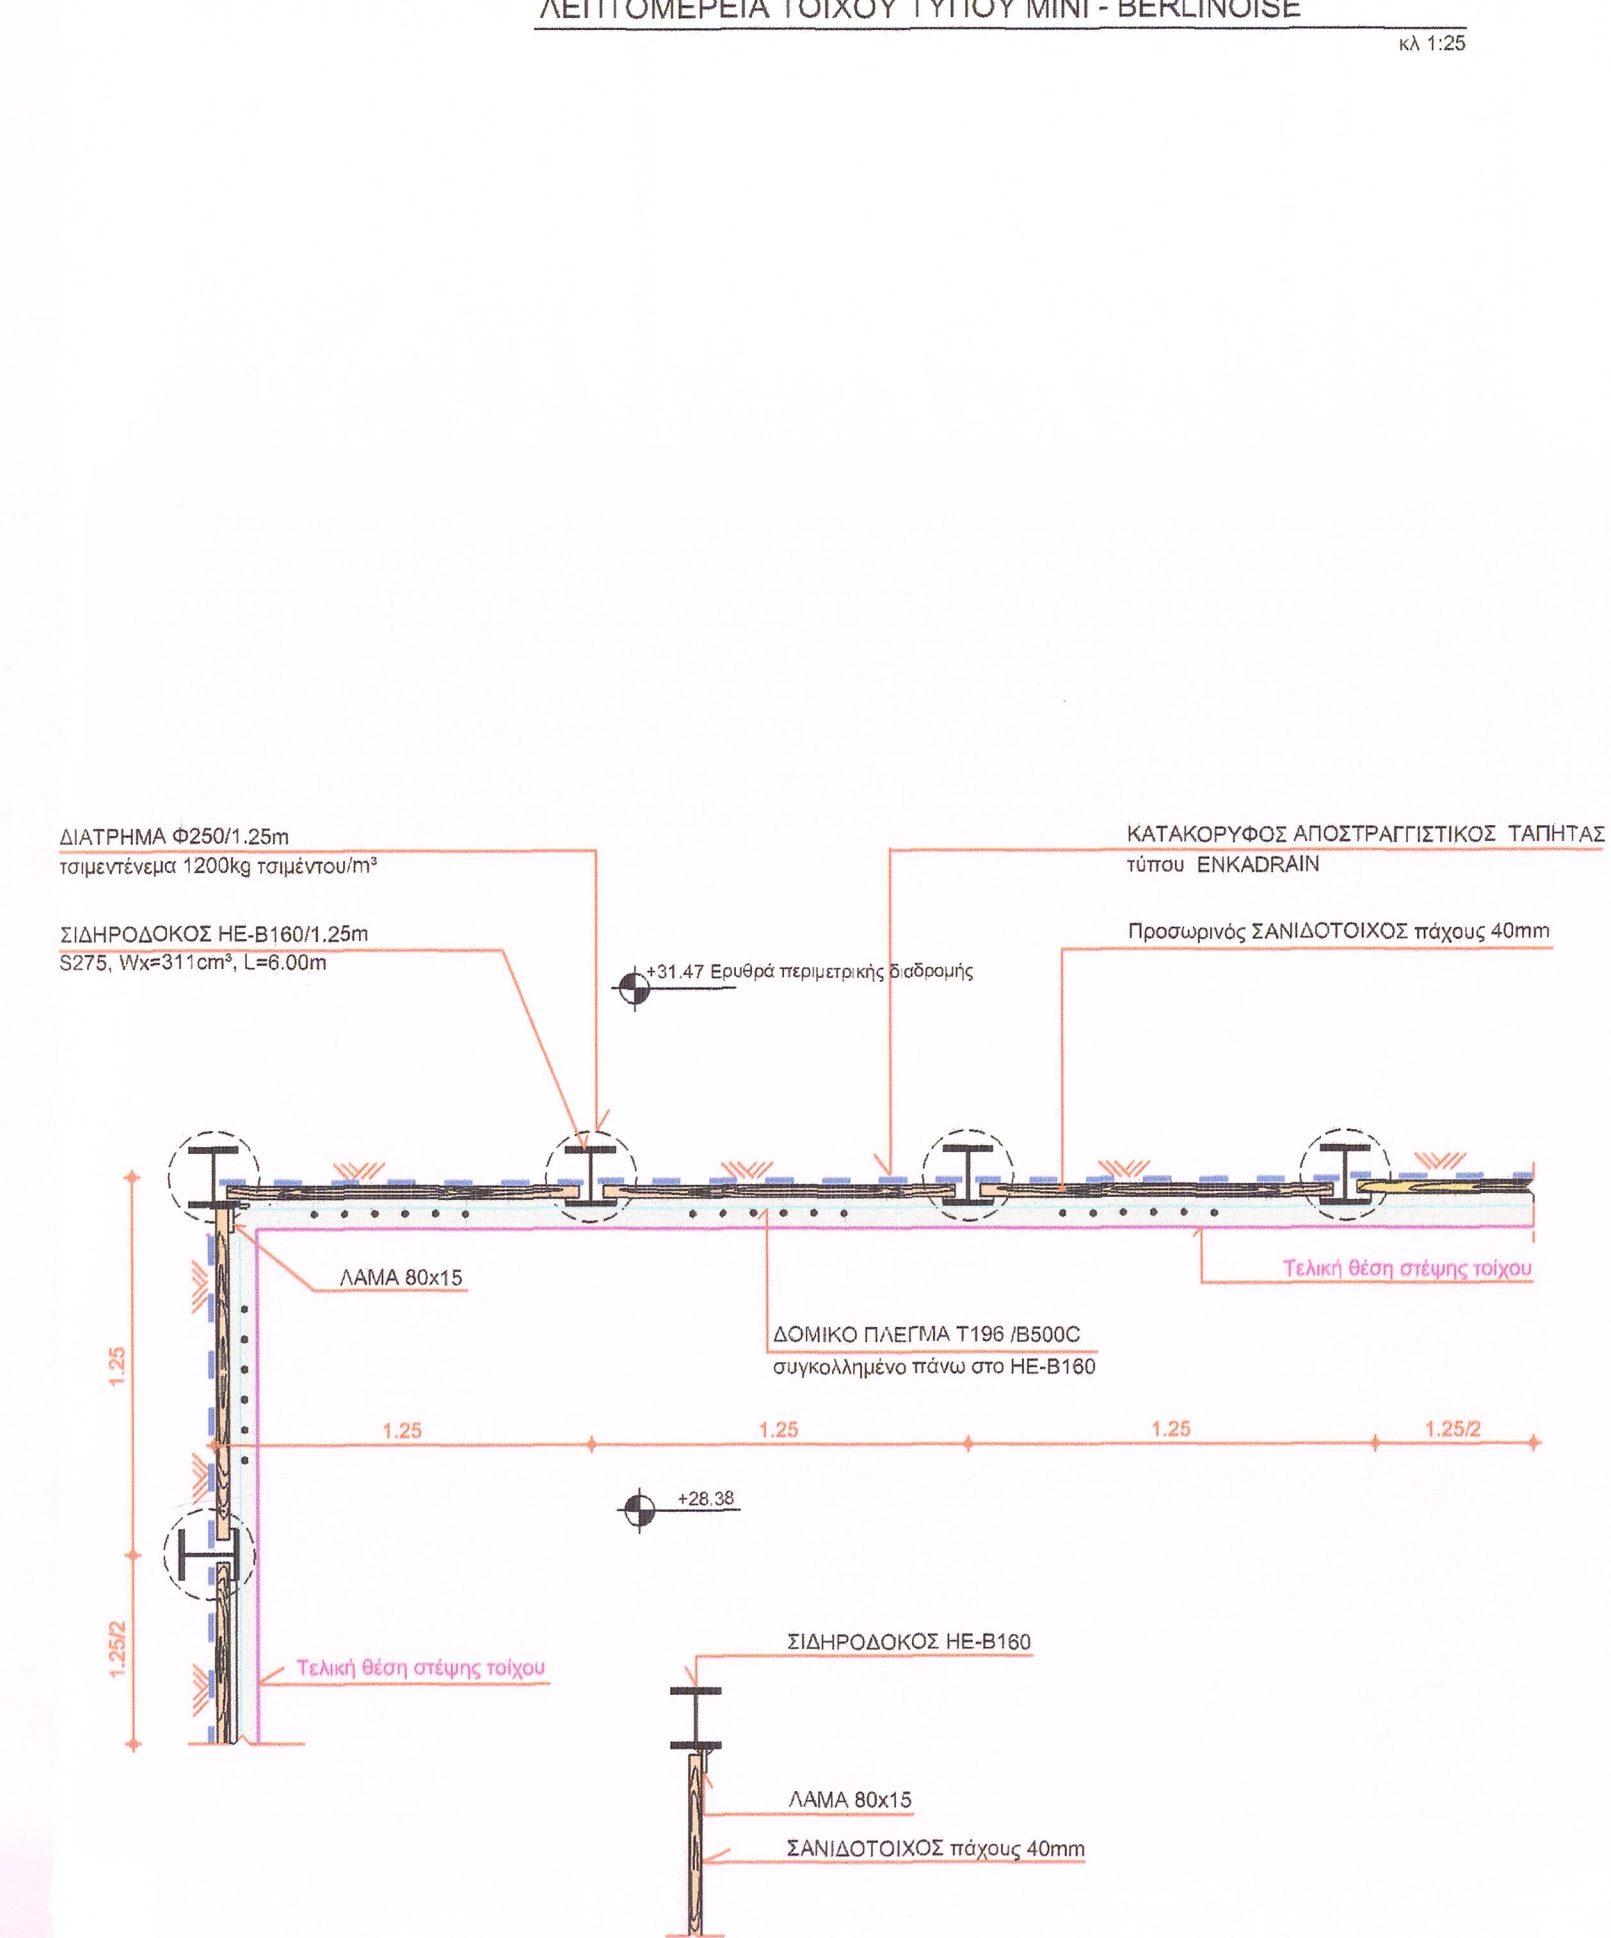 ΛΕΠΤΟΜΕΡΕΙΑ ΤΟΙΧΟΥ ΤΥΠΟΥ MINI - BERLINOISE
κλ 1:25
ΔΙΑΤΡΗΜΑ Φ250/1.25m
τσιμεντένεμα 1200kg τσιμέντου/m³
ΚΑΤΑΚΟΡΥΦΟΣ ΑΠΟΣΤΡΑΓΓΙΣΤΙΚΟΣ ΤΑΠΗΤΑΣ
τύπου ENKADRAIN
ΣΙΔΗΡΟΔΟΚΟΣ HE-B160/1.25m
S275, Wx=311cm³, L=6.00m
Προσωρινός ΣΑΝΙΔΟΤΟΙΧΟΣ πάχους 40mm
+31.47 Ερυθρά περιμετρικής διαδρομής
ΛΑΜΑ 80x15
Τελική θέση στέψης τοίχου
ΔΟΜΙΚΟ ΠΛΕΓΜΑ T196 /B500C
συγκολλημένο πάνω στο HE-B160
1.25
1.25
1.25
1.25
1.25/2
+28.38
1.25/2
Τελική θέση στέψης τοίχου
ΣΙΔΗΡΟΔΟΚΟΣ HE-B160
ΛΑΜΑ 80x15
ΣΑΝΙΔΟΤΟΙΧΟΣ πάχους 40mm